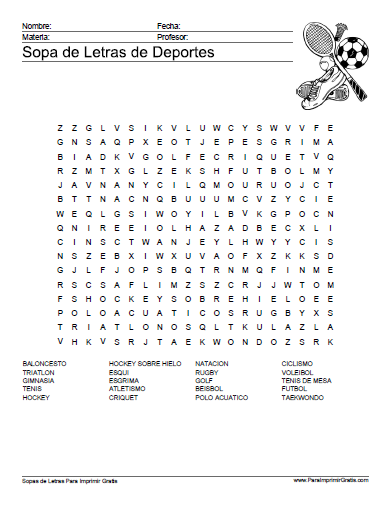 Nombre: Fecha:
Materia: Profesor:
Sopa de Letras de Deportes
Z Z G L V S I K V L U W C Y S W V V F E
G N S A Q P X E O T J E P E S G R I M A
B I A D K V G O L F E C R I Q U E T V Q
R Z M T X G L Z E K S H F U T B O L M Y
J A V N A N Y C I L Q M O U R U O J C T
B T T N A C N Q B U U U M C V Z Y C I E
W E Q L G S I W O Y I L B V K G P O C N
Q N I R E E I O L H A Z A D B E C X L I
C I N S C T W A N J E Y L H W Y Y C I S
N S Z E B X I W X U V A O F X Z K K S D
G J L F J O P S B Q T R N M Q F I N M E
R S C S A F L I M Z S Z C R J J W T O M
F S H O C K E Y S O B R E H I E L O E E
P O L O A C U A T I C O S R U G B Y X S
T R I A T L O N O S Q L T K U L A Z L A
V H K V S R J T A E K W O N D O Z S R K
BALONCESTO HOCKEY SOBRE HIELO NATACION CICLISMO
TRIATLON ESQUI RUGBY VOLEIBOL
GIMNASIA ESGRIMA GOLF TENIS DE MESA
TENIS ATLETISMO BEISBOL FUTBOL
HOCKEY CRIQUET POLO ACUATICO TAEKWONDO
Sopas de Letras Para Imprimir Gratis www.ParaImprimirGratis.com